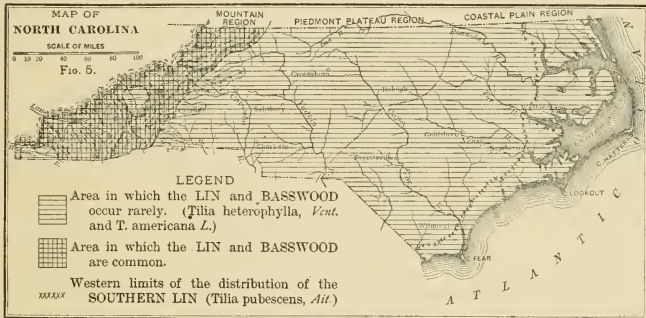 MAP OF
NORTH CAROLINA
SCALE OF MILES
0 10 20 40 60 80 100
FIG. 5.
MOUNTAIN
REGION
PIEDMONT PLATEAU REGION
COASTAL PLAIN REGION
Roanoke
Greensboro
Raleigh
Salisbury
Goldsboro
Charlotte
Fayetteville
Wilmington
C. HATTERAS
C. LOOKOUT
C. FEAR
ATLANTIC
LEGEND
Area in which the LIN and BASSWOOD
occur rarely. (Tilia heterophylla, Vent.
and T. americana L.)
Area in which the LIN and BASSWOOD
are common.
Western limits of the distribution of the
xxxxxx SOUTHERN LIN (Tilia pubescens, Ait.)